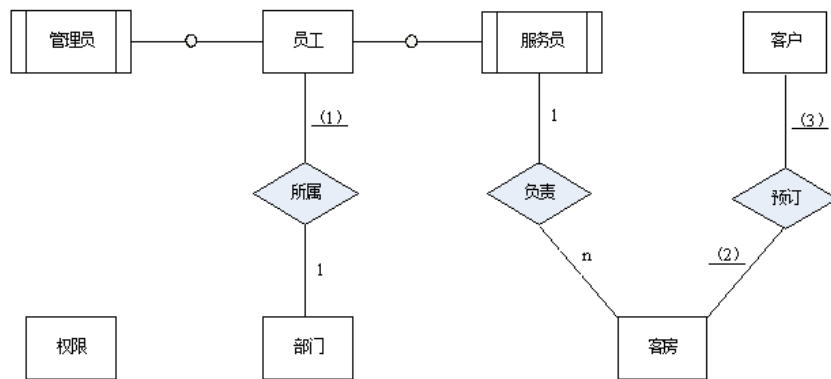 管理员
员工
服务员
客户
(1)
1
(3)
所属
负责
预订
1
n
(2)
权限
部门
客房